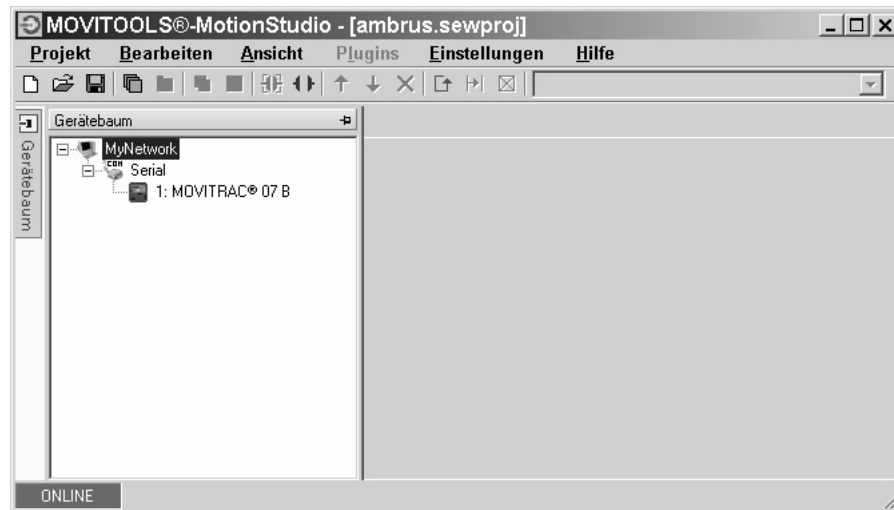 MOVITOOLS®-MotionStudio - [ambrus.sewproj]
Projekt Bearbeiten Ansicht Plugins Einstellungen Hilfe
Gerätebaum
Gerätebaum
MyNetwork
COM
Serial
1: MOVITRAC® 07 B
ONLINE